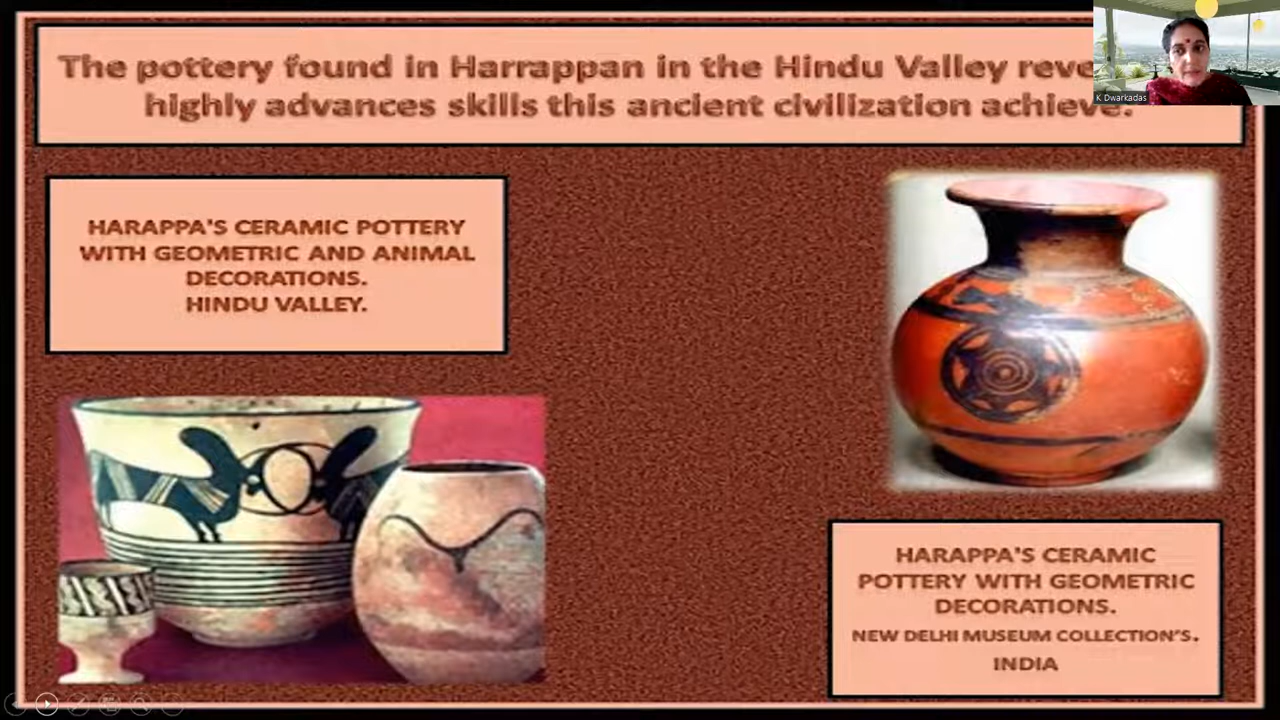 The pottery found in Harrappan in the Hindu Valley reve
highly advances skills this ancient civilization achieve.
K Dwarkadas
HARAPPA'S CERAMIC POTTERY
WITH GEOMETRIC AND ANIMAL
DECORATIONS.
HINDU VALLEY.
HARAPPA'S CERAMIC
POTTERY WITH GEOMETRIC
DECORATIONS.
NEW DELHI MUSEUM COLLECTION'S.
INDIA